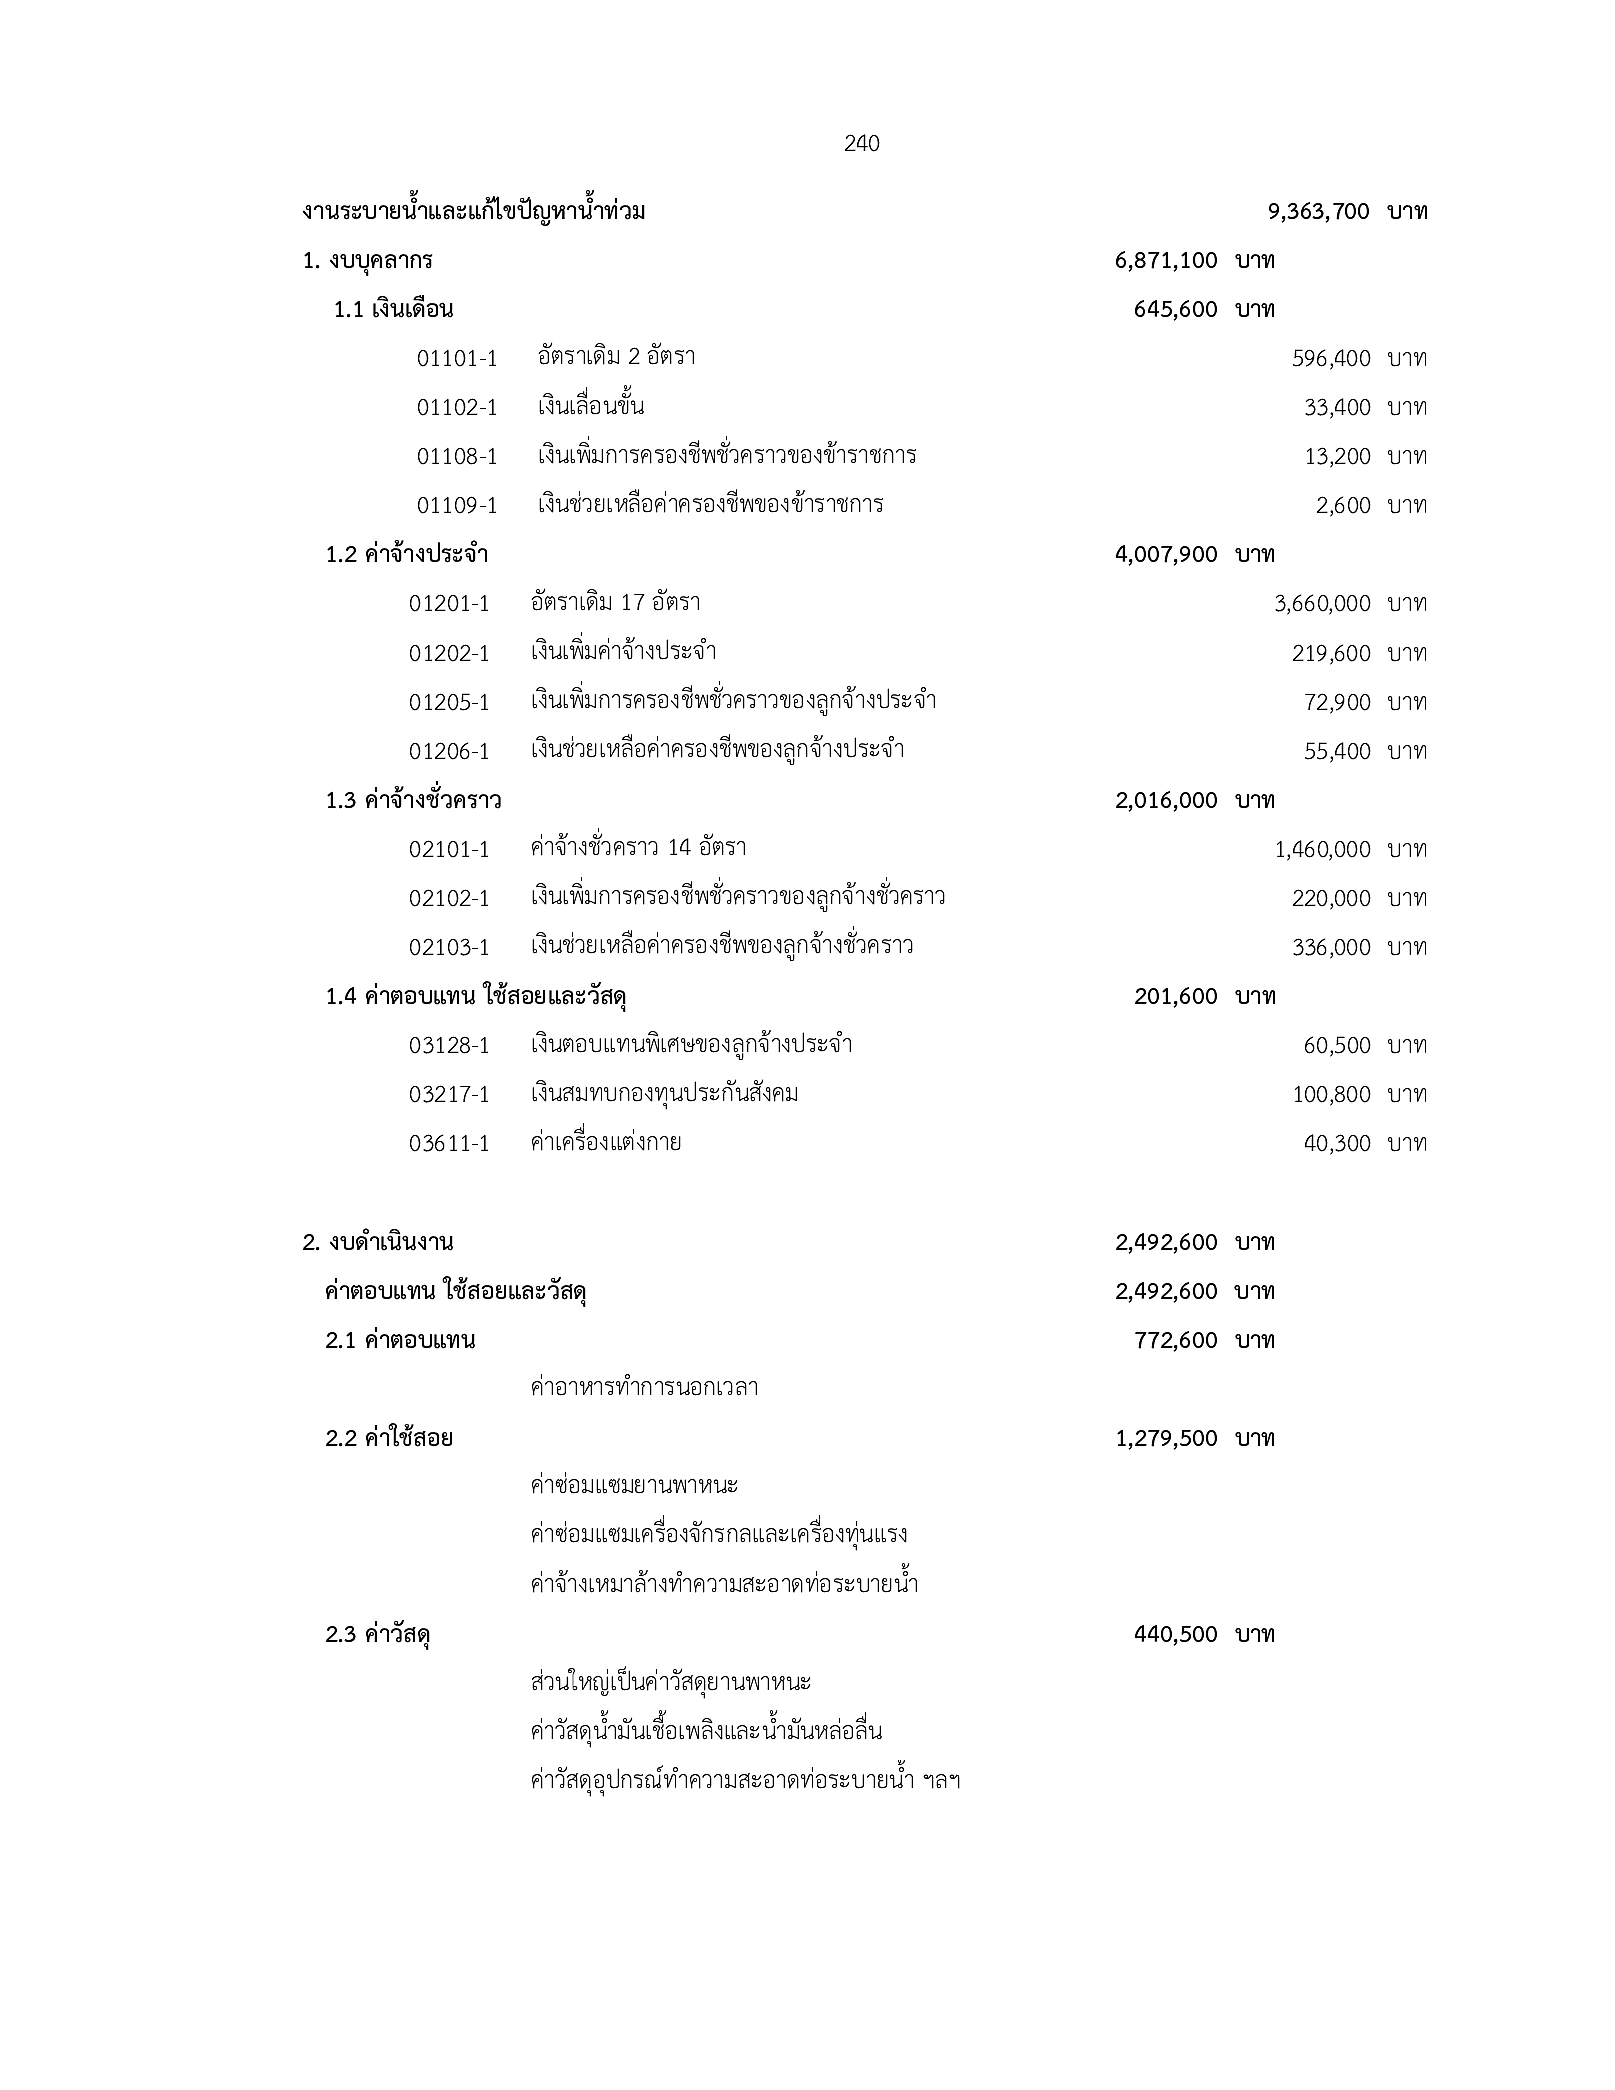 240
งานระบายน้ำและแก้ไขปัญหาน้ำท่วม 9,363,700 บาท
1. งบบุคลากร 6,871,100 บาท
1.1 เงินเดือน 645,600 บาท
01101-1 อัตราเดิม 2 อัตรา 596,400 บาท
01102-1 เงินเลื่อนขั้น 33,400 บาท
01108-1 เงินเพิ่มการครองชีพชั่วคราวของข้าราชการ 13,200 บาท
01109-1 เงินช่วยเหลือค่าครองชีพของข้าราชการ 2,600 บาท
1.2 ค่าจ้างประจำ 4,007,900 บาท
01201-1 อัตราเดิม 17 อัตรา 3,660,000 บาท
01202-1 เงินเพิ่มค่าจ้างประจำ 219,600 บาท
01205-1 เงินเพิ่มการครองชีพชั่วคราวของลูกจ้างประจำ 72,900 บาท
01206-1 เงินช่วยเหลือค่าครองชีพของลูกจ้างประจำ 55,400 บาท
1.3 ค่าจ้างชั่วคราว 2,016,000 บาท
02101-1 ค่าจ้างชั่วคราว 14 อัตรา 1,460,000 บาท
02102-1 เงินเพิ่มการครองชีพชั่วคราวของลูกจ้างชั่วคราว 220,000 บาท
02103-1 เงินช่วยเหลือค่าครองชีพของลูกจ้างชั่วคราว 336,000 บาท
1.4 ค่าตอบแทน ใช้สอยและวัสดุ 201,600 บาท
03128-1 เงินตอบแทนพิเศษของลูกจ้างประจำ 60,500 บาท
03217-1 เงินสมทบกองทุนประกันสังคม 100,800 บาท
03611-1 ค่าเครื่องแต่งกาย 40,300 บาท
2. งบดำเนินงาน 2,492,600 บาท
ค่าตอบแทน ใช้สอยและวัสดุ 2,492,600 บาท
2.1 ค่าตอบแทน 772,600 บาท
ค่าอาหารทำการนอกเวลา
2.2 ค่าใช้สอย 1,279,500 บาท
ค่าซ่อมแซมยานพาหนะ
ค่าซ่อมแซมเครื่องจักรกลและเครื่องทุ่นแรง
ค่าจ้างเหมาล้างทำความสะอาดท่อระบายน้ำ
2.3 ค่าวัสดุ 440,500 บาท
ส่วนใหญ่เป็นค่าวัสดุยานพาหนะ
ค่าวัสดุน้ำมันเชื้อเพลิงและน้ำมันหล่อลื่น
ค่าวัสดุอุปกรณ์ทำความสะอาดท่อระบายน้ำ ฯลฯ